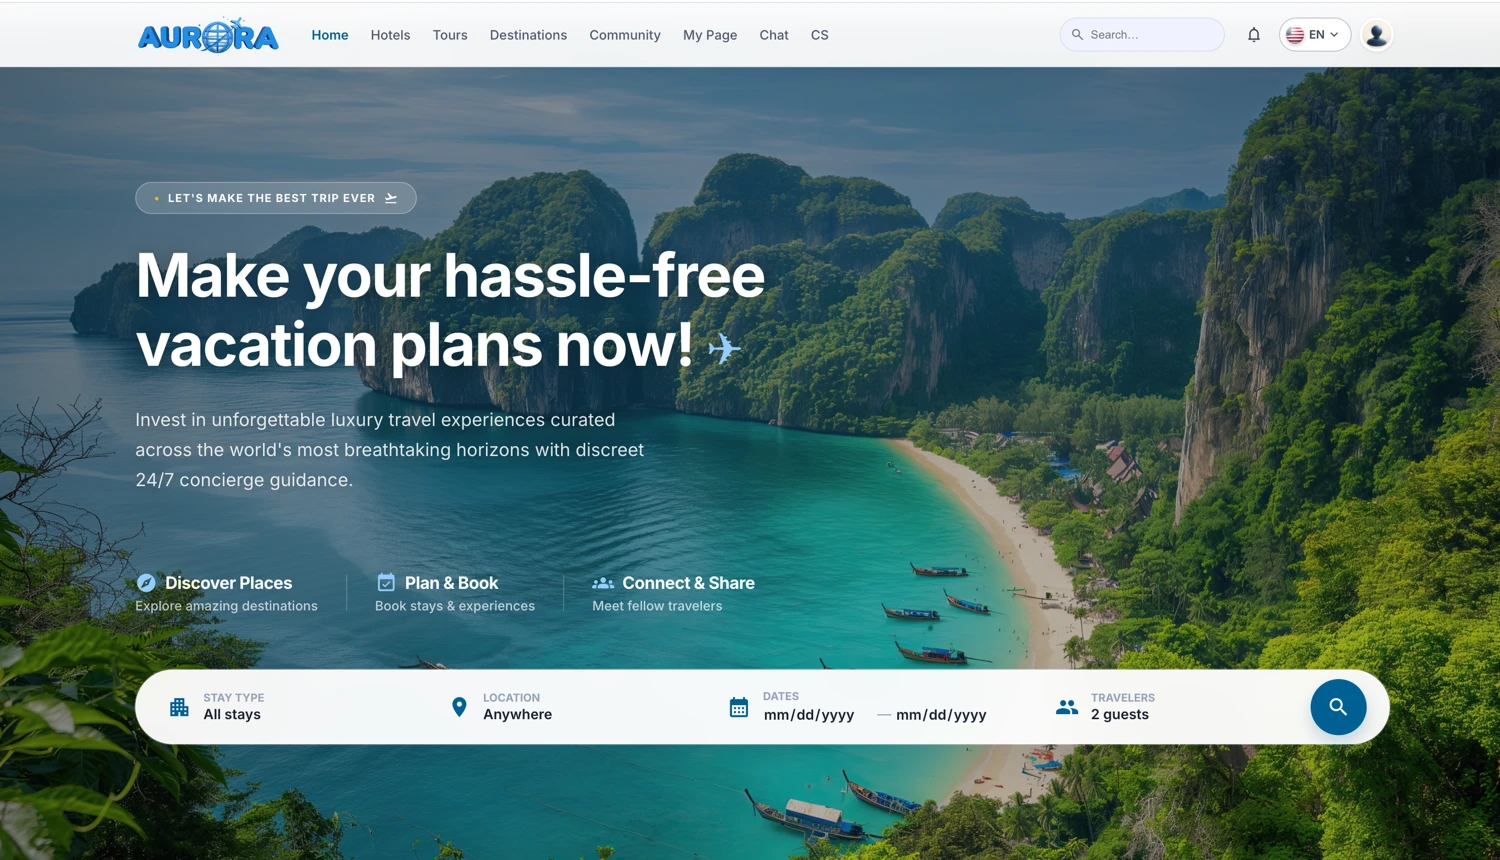 AURORA
Home
Hotels
Tours
Destinations
Community
My Page
Chat
CS
Search...
EN
LET'S MAKE THE BEST TRIP EVER
Make your hassle-free
vacation plans now!
Invest in unforgettable luxury travel experiences curated
across the world's most breathtaking horizons with discreet
24/7 concierge guidance.
Discover Places
Explore amazing destinations
Plan & Book
Book stays & experiences
Connect & Share
Meet fellow travelers
STAY TYPE
All stays
LOCATION
Anywhere
DATES
mm/dd/yyyy — mm/dd/yyyy
TRAVELERS
2 guests